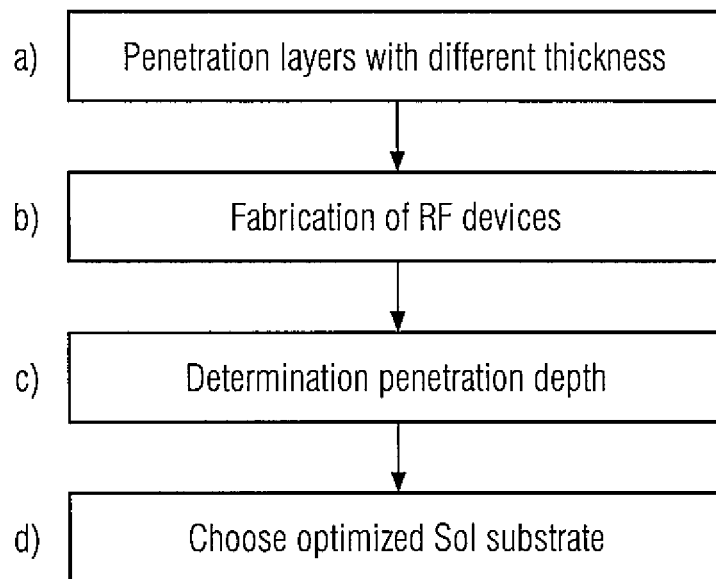 a) Penetration layers with different thickness
b) Fabrication of RF devices
c) Determination penetration depth
d) Choose optimized SoI substrate